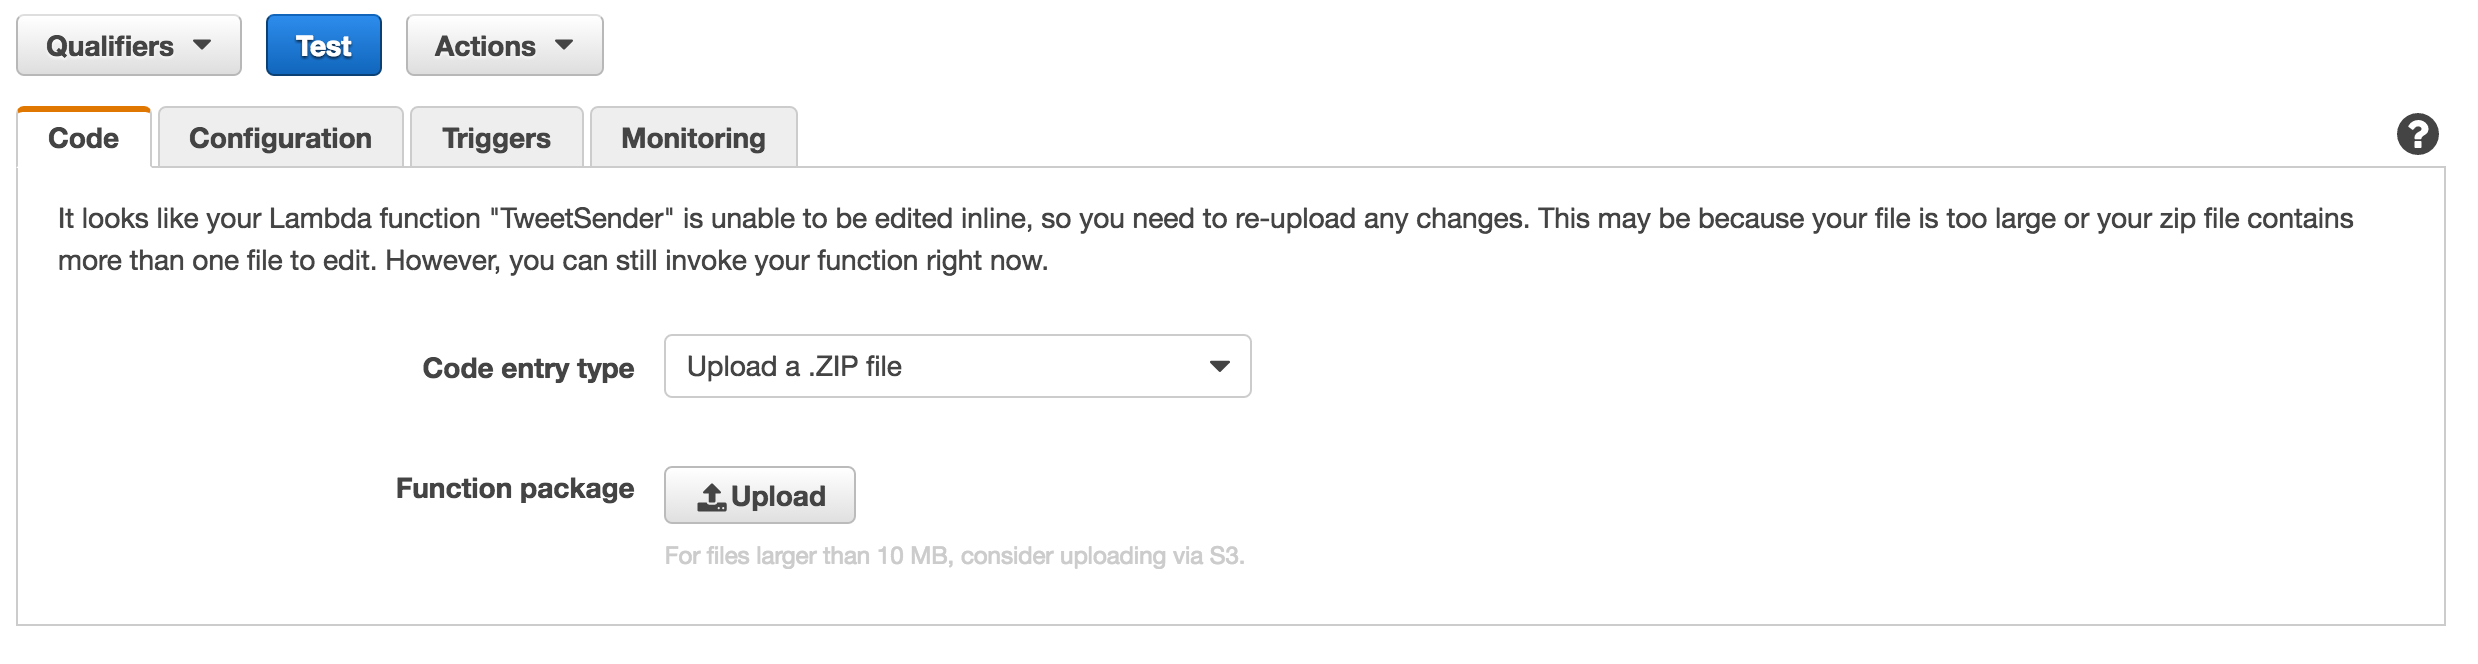 Qualifiers Test Actions
Code Configuration Triggers Monitoring
It looks like your Lambda function "TweetSender" is unable to be edited inline, so you need to re-upload any changes. This may be because your file is too large or your zip file contains
more than one file to edit. However, you can still invoke your function right now.
Code entry type Upload a .ZIP file
Function package Upload
For files larger than 10 MB, consider uploading via S3.